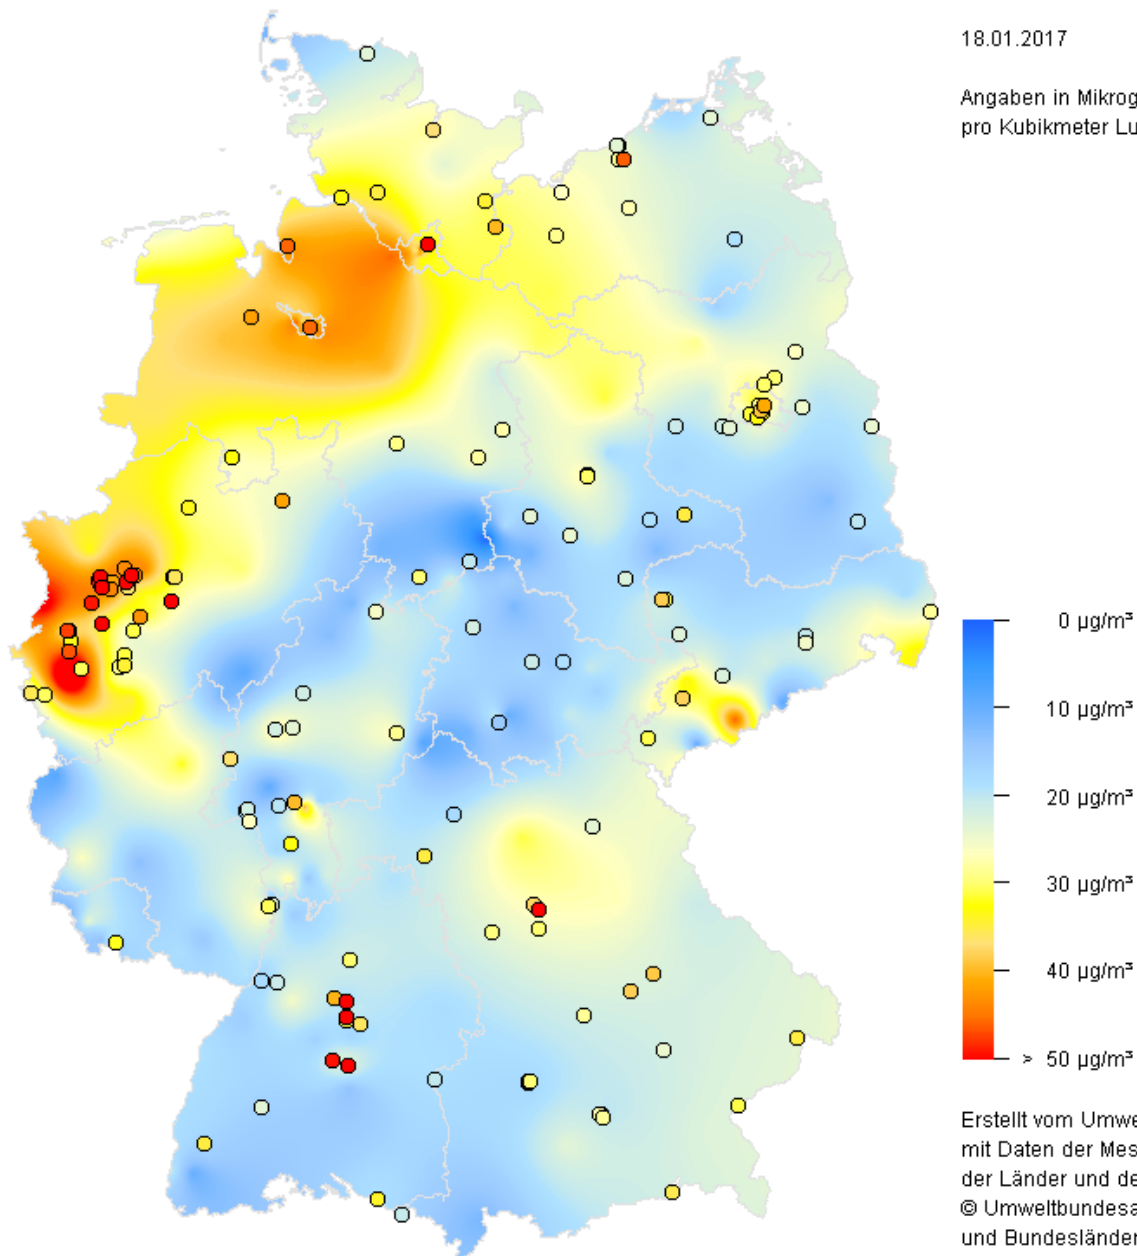 18.01.2017
Angaben in Mikrog
pro Kubikmeter Lu
0 µg/m³
10 µg/m³
20 µg/m³
30 µg/m³
40 µg/m³
> 50 µg/m³
Erstellt vom Umwe
mit Daten der Mes
der Länder und de
© Umweltbundesa
und Bundesländer